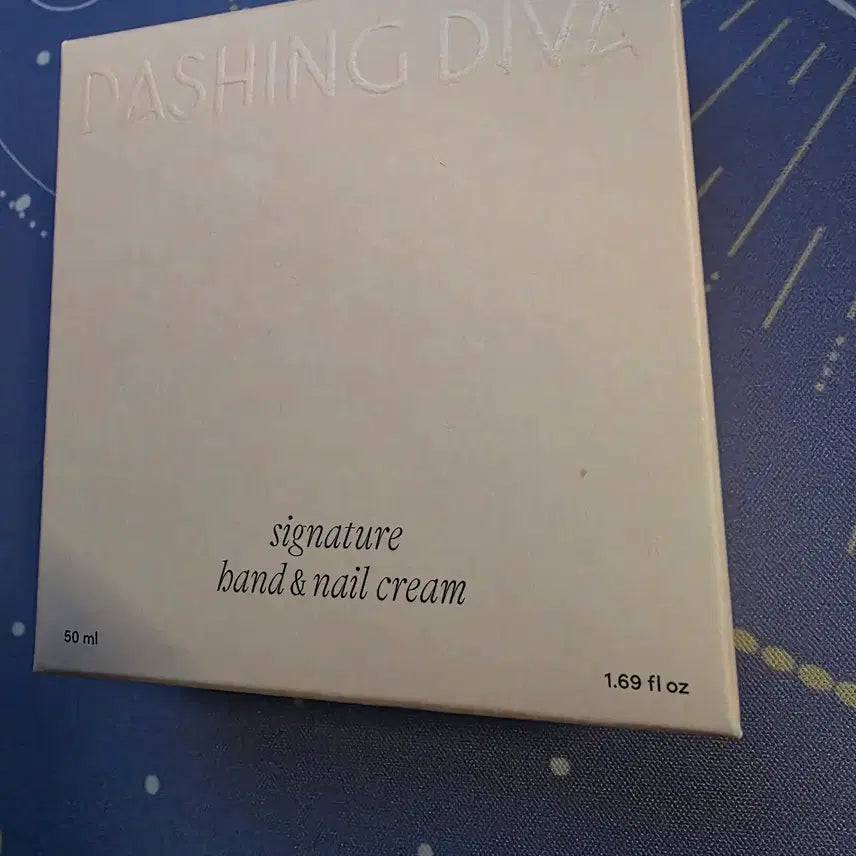 DASHING DIVA
signature
hand & nail cream
50 ml
1.69 fl oz